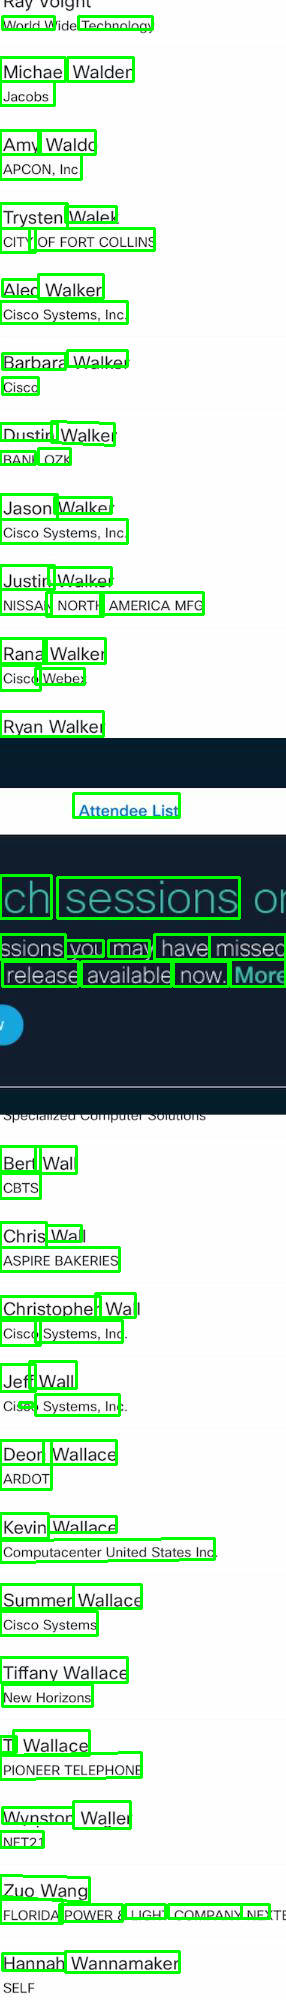 Ray Voight
World Wide Technology
Michael Walden
Jacobs
Amy Waldo
APCON, Inc
Trysten Walek
CITY OF FORT COLLINS
Alec Walker
Cisco Systems, Inc.
Barbara Walker
Cisco
Dustin Walker
BANK OZK
Jason Walker
Cisco Systems, Inc.
Justin Walker
NISSAN NORTH AMERICA MFG
Rana Walker
Cisco Webex
Ryan Walker
Attendee List
ch sessions on
ssions you may have missed
release available now. More
Specialized Computer Solutions
Bert Wall
CBTS
Chris Wall
ASPIRE BAKERIES
Christopher Wall
Cisco Systems, Inc.
Jeff Wall
Cisco Systems, Inc.
Deon Wallace
ARDOT
Kevin Wallace
Computacenter United States Inc.
Summer Wallace
Cisco Systems
Tiffany Wallace
New Horizons
Wallace
PIONEER TELEPHONE
Wynston Waller
NET21
Zuo Wang
FLORIDA POWER & LIGHT COMPANY NEXTE
Hannah Wannamaker
SELF